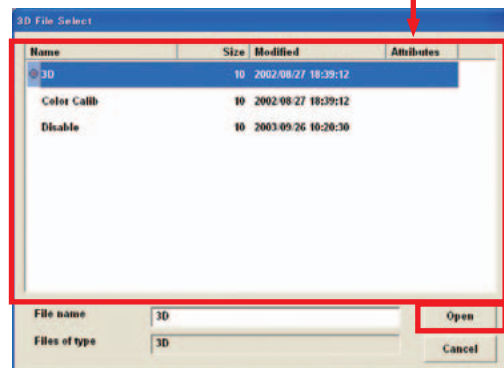 3D File Select
Name Size Modified Attributes
3D 10 2002/08/27 18:39:12
Color Calib 10 2002/08/27 18:39:12
Disable 10 2003/09/26 10:20:30
File name 3D Open
Files of type 3D Cancel